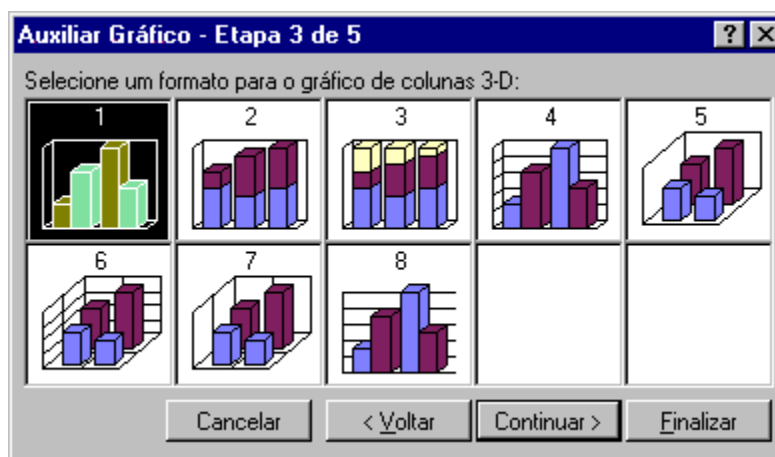 Auxiliar Gráfico - Etapa 3 de 5
Selecione um formato para o gráfico de colunas 3-D:
1 2 3 4 5
6 7 8
Cancelar < Voltar Continuar > Finalizar